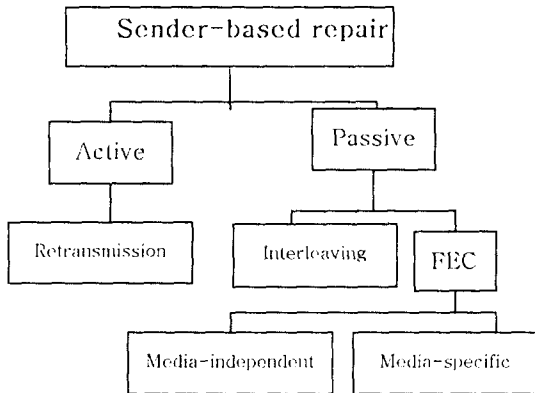 Sender-based repair
Active
Passive
Retransmission
Interleaving
FEC
Media-independent
Media-specific